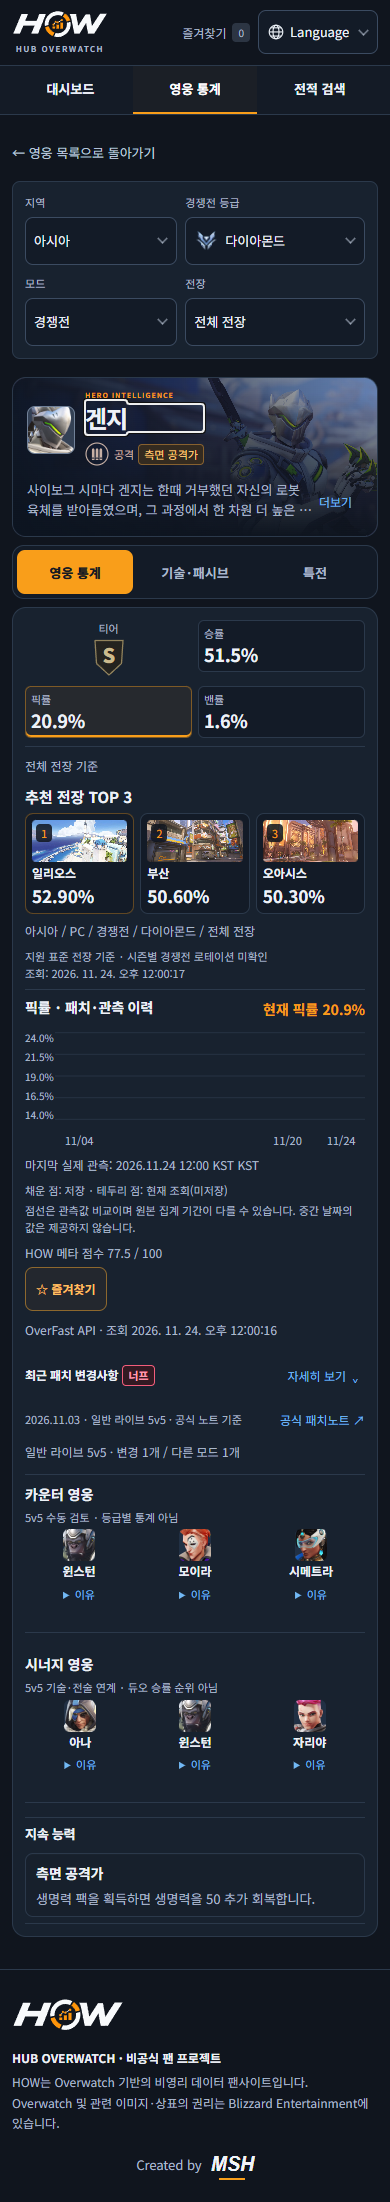 HOW
HUB OVERWATCH
즐겨찾기 0
Language
대시보드 영웅 통계 전적 검색
← 영웅 목록으로 돌아가기
지역 경쟁전 등급
아시아 다이아몬드
모드 전장
경쟁전 전체 전장
HERO INTELLIGENCE
겐지
공격 측면 공격가
사이보그 시마다 겐지는 한때 거부했던 자신의 로봇
육체를 받아들였으며, 그 과정에서 한 차원 더 높은 … 더보기
영웅 통계 기술·패시브 특전
티어
S
승률
51.5%
픽률
20.9%
밴률
1.6%
전체 전장 기준
추천 전장 TOP 3
1 2 3
일리오스 부산 오아시스
52.90% 50.60% 50.30%
아시아 / PC / 경쟁전 / 다이아몬드 / 전체 전장
지원 표준 전장 기준 · 시즌별 경쟁전 로테이션 미확인
조회: 2026. 11. 24. 오후 12:00:17
픽률 · 패치·관측 이력 현재 픽률 20.9%
24.0%
21.5%
19.0%
16.5%
14.0%
11/04 11/20 11/24
마지막 실제 관측: 2026.11.24 12:00 KST KST
채운 점: 저장 · 테두리 점: 현재 조회(미저장)
점선은 관측값 비교이며 원본 집계 기간이 다를 수 있습니다. 중간 날짜의
값은 제공하지 않습니다.
HOW 메타 점수 77.5 / 100
☆ 즐겨찾기
OverFast API · 조회 2026. 11. 24. 오후 12:00:16
최근 패치 변경사항 너프 자세히 보기 ⌄
2026.11.03 · 일반 라이브 5v5 · 공식 노트 기준 공식 패치노트 ↗
일반 라이브 5v5 · 변경 1개 / 다른 모드 1개
카운터 영웅
5v5 수동 검토 · 등급별 통계 아님
윈스턴 모이라 시메트라
▶ 이유 ▶ 이유 ▶ 이유
시너지 영웅
5v5 기술·전술 연계 · 듀오 승률 순위 아님
아나 윈스턴 자리야
▶ 이유 ▶ 이유 ▶ 이유
지속 능력
측면 공격가
생명력 팩을 획득하면 생명력을 50 추가 회복합니다.
HOW
HUB OVERWATCH · 비공식 팬 프로젝트
HOW는 Overwatch 기반의 비영리 데이터 팬사이트입니다.
Overwatch 및 관련 이미지·상표의 권리는 Blizzard Entertainment에
있습니다.
Created by MSH